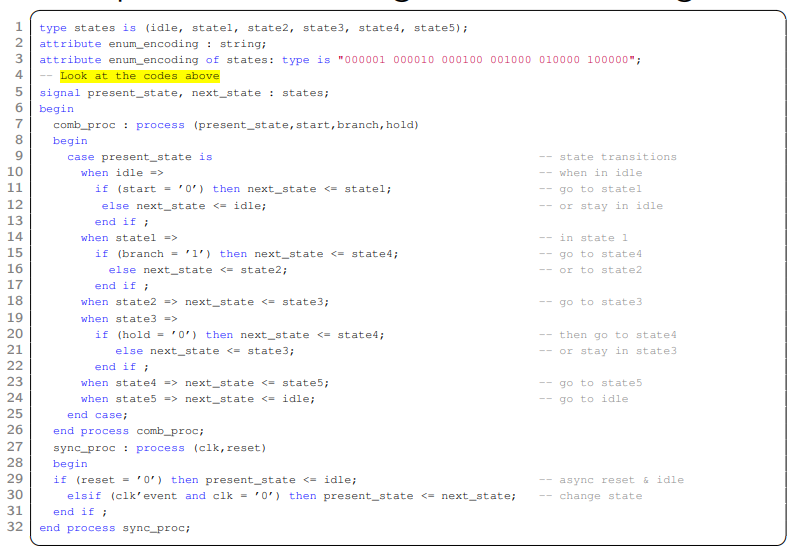 1 type states is (idle, state1, state2, state3, state4, state5);
2 attribute enum_encoding : string;
3 attribute enum_encoding of states: type is "000001 000010 000100 001000 010000 100000";
4 -- Look at the codes above
5 signal present_state, next_state : states;
6 begin
7 comb_proc : process (present_state,start,branch,hold)
8 begin
9 case present_state is -- state transitions
10 when idle => -- when in idle
11 if (start = '0') then next_state <= state1; -- go to state1
12 else next_state <= idle; -- or stay in idle
13 end if ;
14 when state1 => -- in state 1
15 if (branch = '1') then next_state <= state4; -- go to state4
16 else next_state <= state2; -- or to state2
17 end if ;
18 when state2 => next_state <= state3; -- go to state3
19 when state3 =>
20 if (hold = '0') then next_state <= state4; -- then go to state4
21 else next_state <= state3; -- or stay in state3
22 end if ;
23 when state4 => next_state <= state5; -- go to state5
24 when state5 => next_state <= idle; -- go to idle
25 end case;
26 end process comb_proc;
27 sync_proc : process (clk,reset)
28 begin
29 if (reset = '0') then present_state <= idle; -- async reset & idle
30 elsif (clk'event and clk = '0') then present_state <= next_state; -- change state
31 end if ;
32 end process sync_proc;